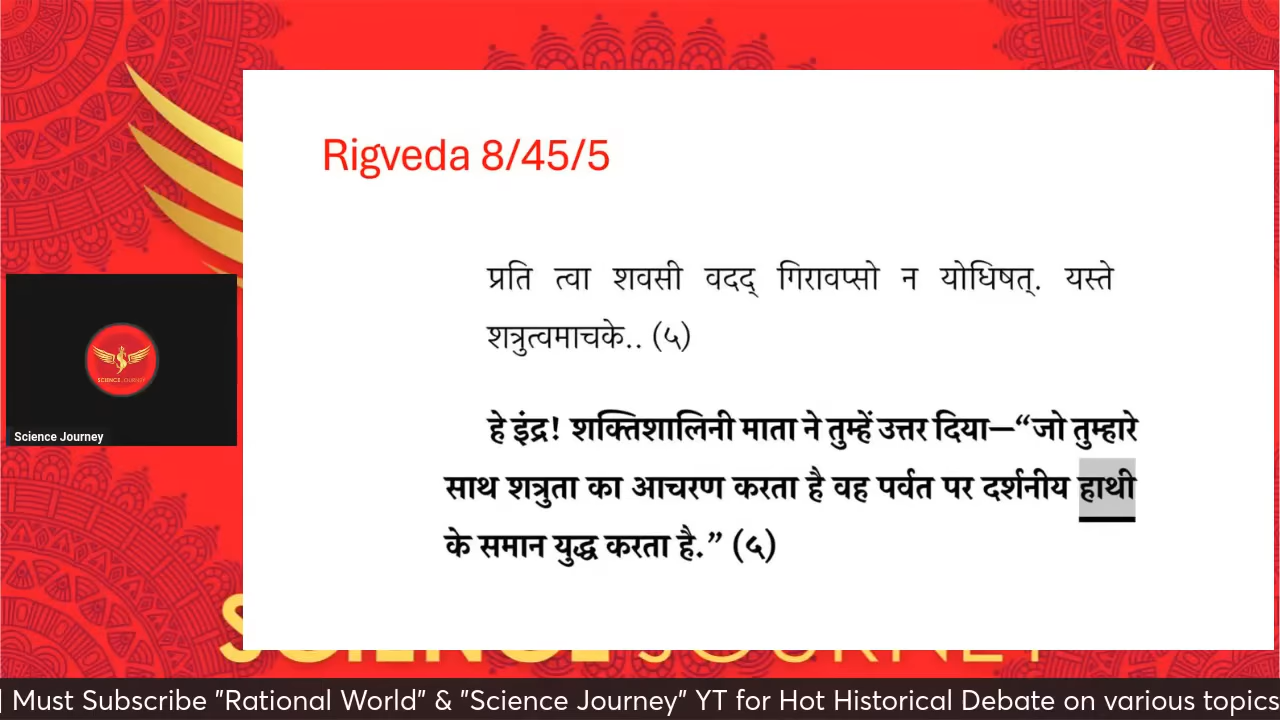 Rigveda 8/45/5
प्रति त्वा शवसी वदद् गिरावप्सो न योधिषत्. यस्ते
शत्रुत्वमाचके.. (५)
हे इंद्र! शक्तिशालिनी माता ने तुम्हें उत्तर दिया—“जो तुम्हारे
साथ शत्रुता का आचरण करता है वह पर्वत पर दर्शनीय हाथी
के समान युद्ध करता है.” (५)
SCIENCE JOURNEY
Science Journey
| Must Subscribe "Rational World" & "Science Journey" YT for Hot Historical Debate on various topics